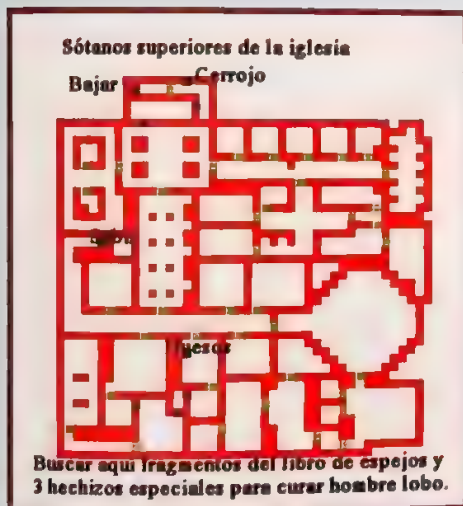 Sótanos superiores de la iglesia
Bajar
Cerrojo
Huesos
Buscar aqui fragmentos del libro de espejos y
3 hechizos especiales para curar hombre lobo.